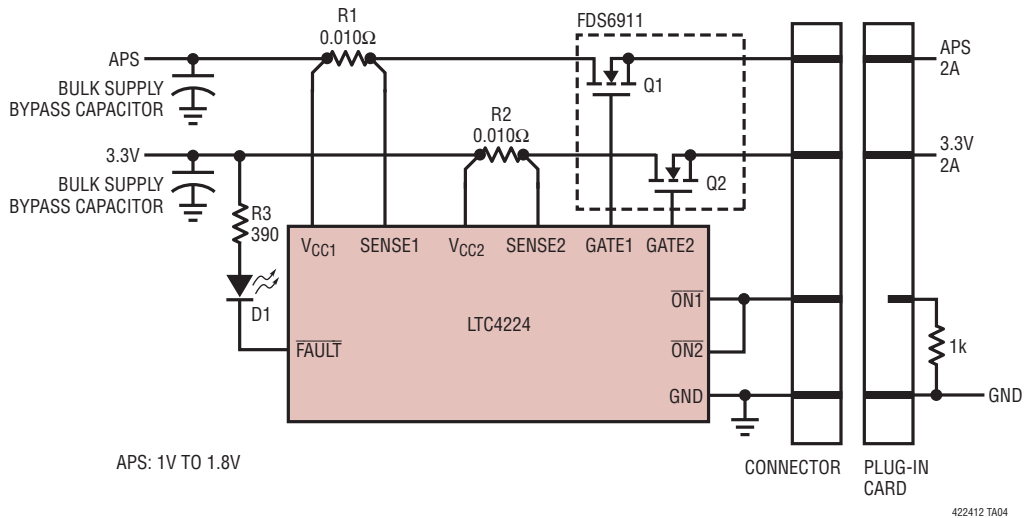 R1
0.010Ω
FDS6911
APS
BULK SUPPLY
BYPASS CAPACITOR
Q1
APS
2A
R2
0.010Ω
3.3V
BULK SUPPLY
BYPASS CAPACITOR
Q2
3.3V
2A
R3
390
VCC1
SENSE1
VCC2
SENSE2
GATE1
GATE2
D1
ON1
LTC4224
FAULT
ON2
1k
GND
GND
APS: 1V TO 1.8V
CONNECTOR
PLUG-IN
CARD
422412 TA04